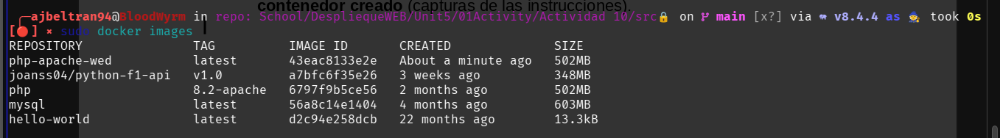 contenedor creado (capturas de las instrucciones).
╭─ajbeltran94@BloodWyrm in repo: School/DespliequeWEB/Unit5/01Activity/Actividad 10/src🔒 on main [x?] via 🐘 v8.4.4 as 🧙 took 0s
[🔴] × sudo docker images
REPOSITORY TAG IMAGE ID CREATED SIZE
php-apache-wed latest 43eac8133e2e About a minute ago 502MB
joanss04/python-f1-api v1.0 a7bfc6f35e26 3 weeks ago 348MB
php 8.2-apache 6797f9b5ce56 2 months ago 502MB
mysql latest 56a8c14e1404 4 months ago 603MB
hello-world latest d2c94e258dcb 22 months ago 13.3kB